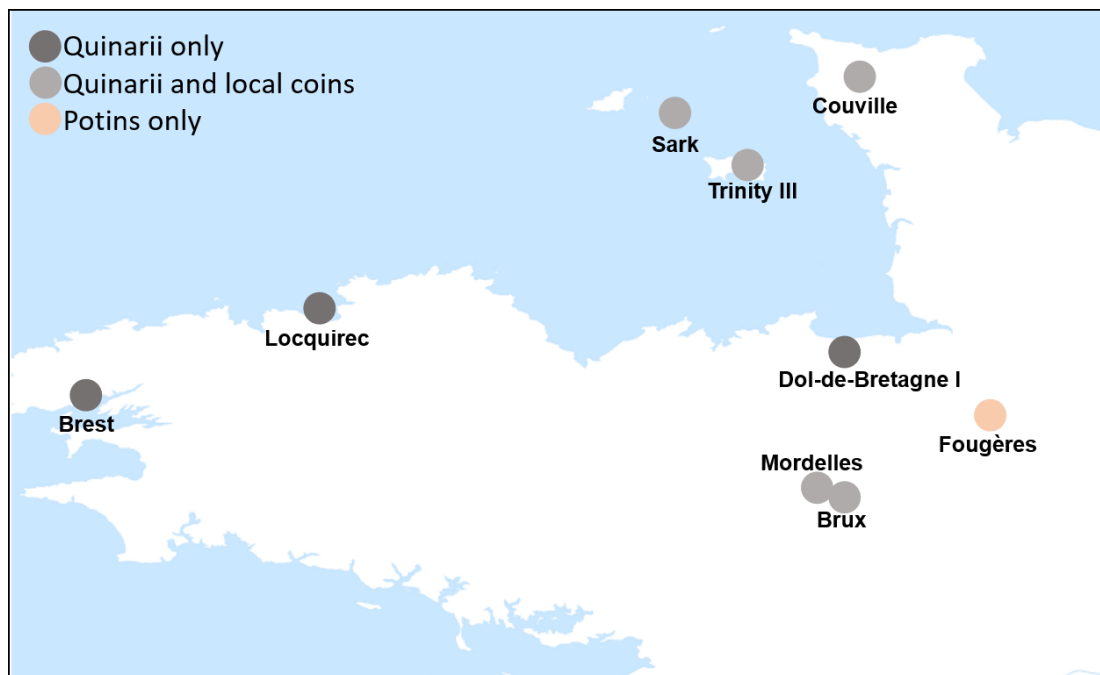 Quinarii only
Quinarii and local coins
Potins only
Couville
Sark
Trinity III
Locquirec
Dol-de-Bretagne I
Brest
Fougères
Mordelles
Brux